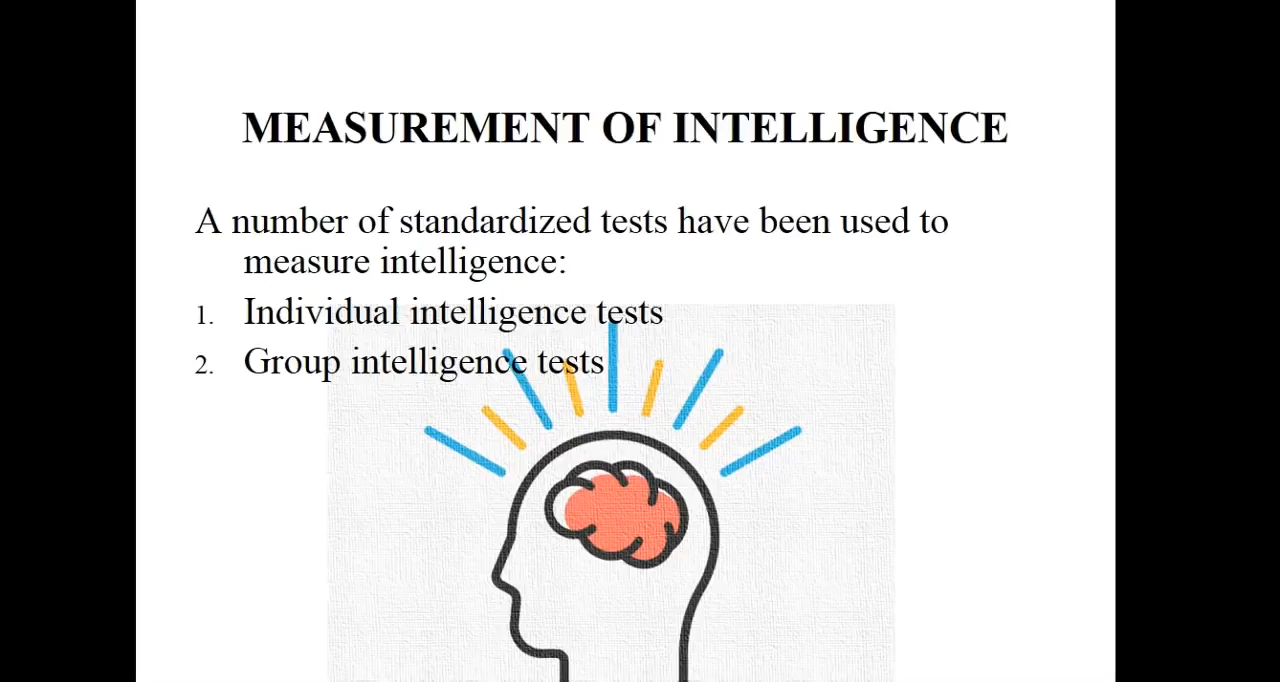 MEASUREMENT OF INTELLIGENCE
A number of standardized tests have been used to
measure intelligence:
1. Individual intelligence tests
2. Group intelligence tests